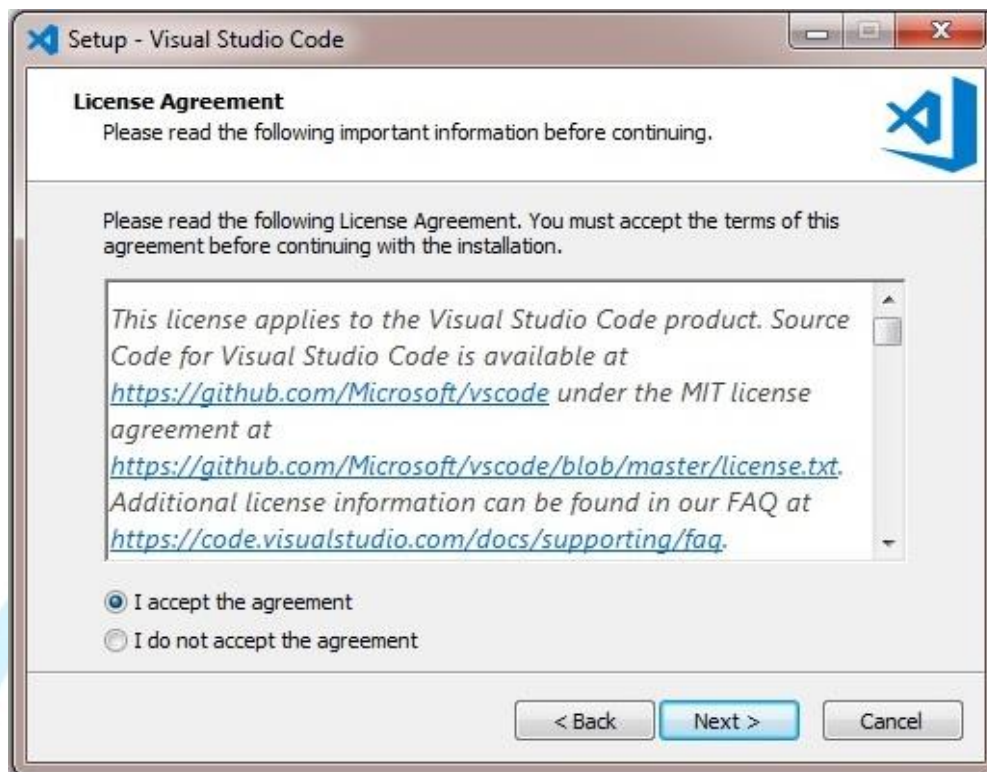 Setup - Visual Studio Code
License Agreement
Please read the following important information before continuing.
Please read the following License Agreement. You must accept the terms of this
agreement before continuing with the installation.
This license applies to the Visual Studio Code product. Source
Code for Visual Studio Code is available at
https://github.com/Microsoft/vscode under the MIT license
agreement at
https://github.com/Microsoft/vscode/blob/master/license.txt.
Additional license information can be found in our FAQ at
https://code.visualstudio.com/docs/supporting/faq.
I accept the agreement
I do not accept the agreement
< Back Next > Cancel